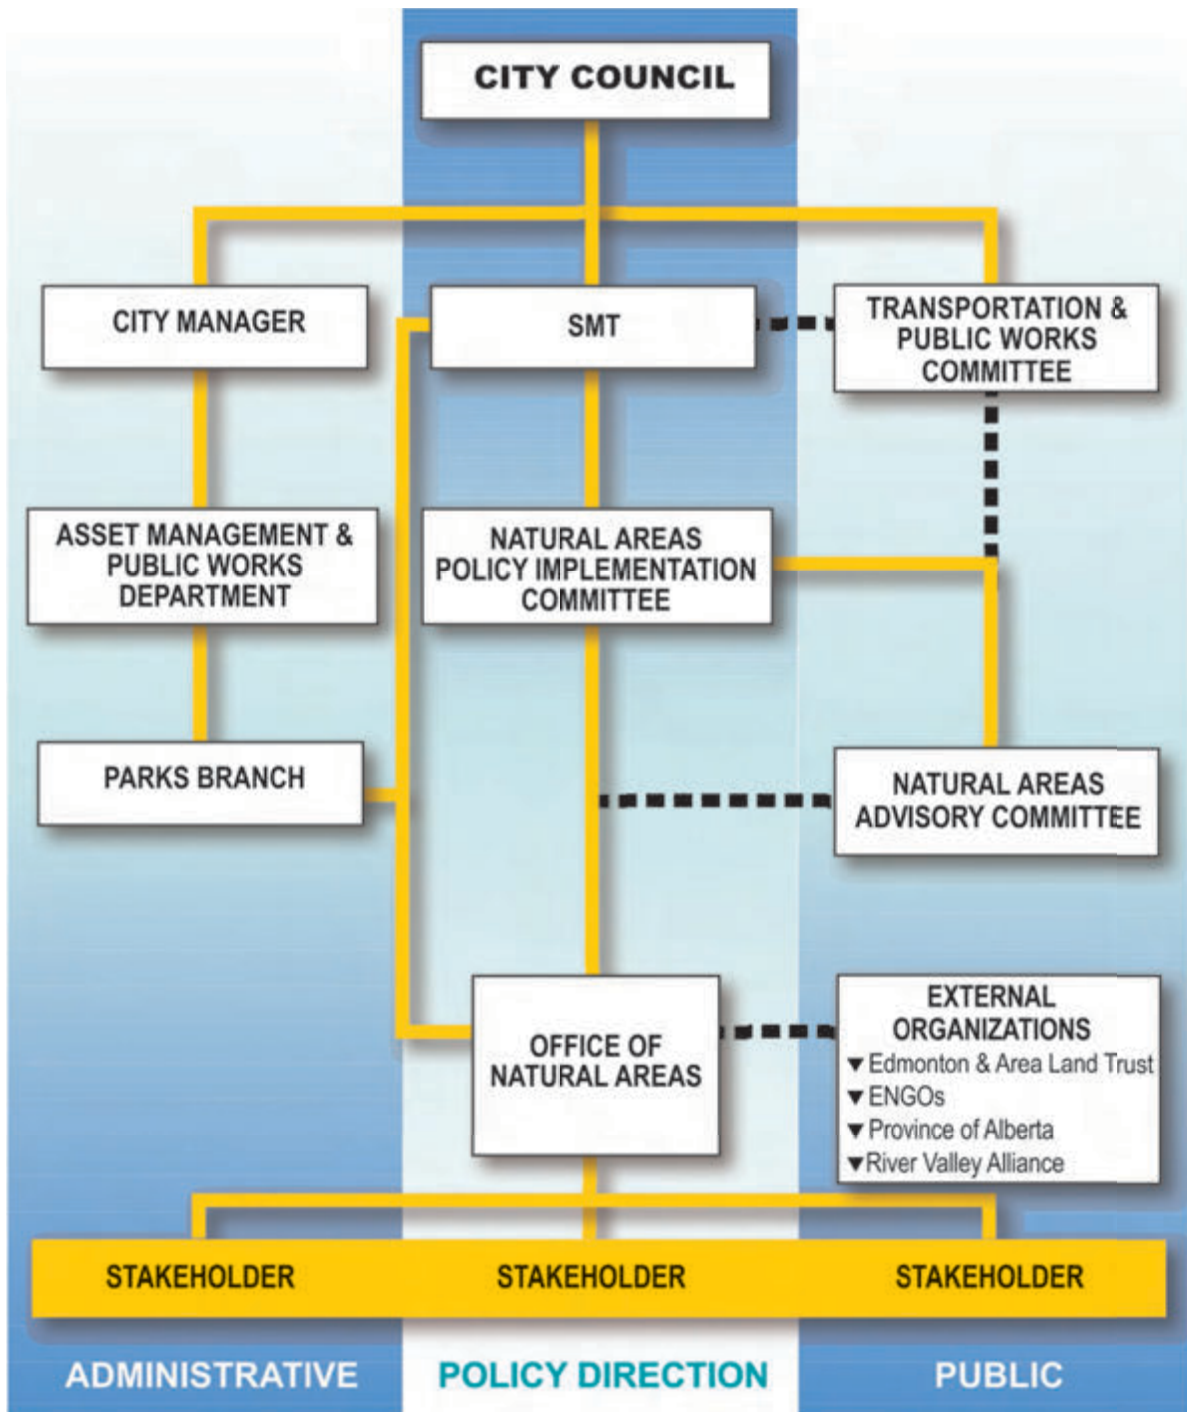 CITY COUNCIL
CITY MANAGER
SMT
TRANSPORTATION &
PUBLIC WORKS
COMMITTEE
ASSET MANAGEMENT &
PUBLIC WORKS
DEPARTMENT
NATURAL AREAS
POLICY IMPLEMENTATION
COMMITTEE
PARKS BRANCH
NATURAL AREAS
ADVISORY COMMITTEE
OFFICE OF
NATURAL AREAS
EXTERNAL
ORGANIZATIONS
▼ Edmonton & Area Land Trust
▼ ENGOs
▼ Province of Alberta
▼ River Valley Alliance
STAKEHOLDER
STAKEHOLDER
STAKEHOLDER
ADMINISTRATIVE
POLICY DIRECTION
PUBLIC